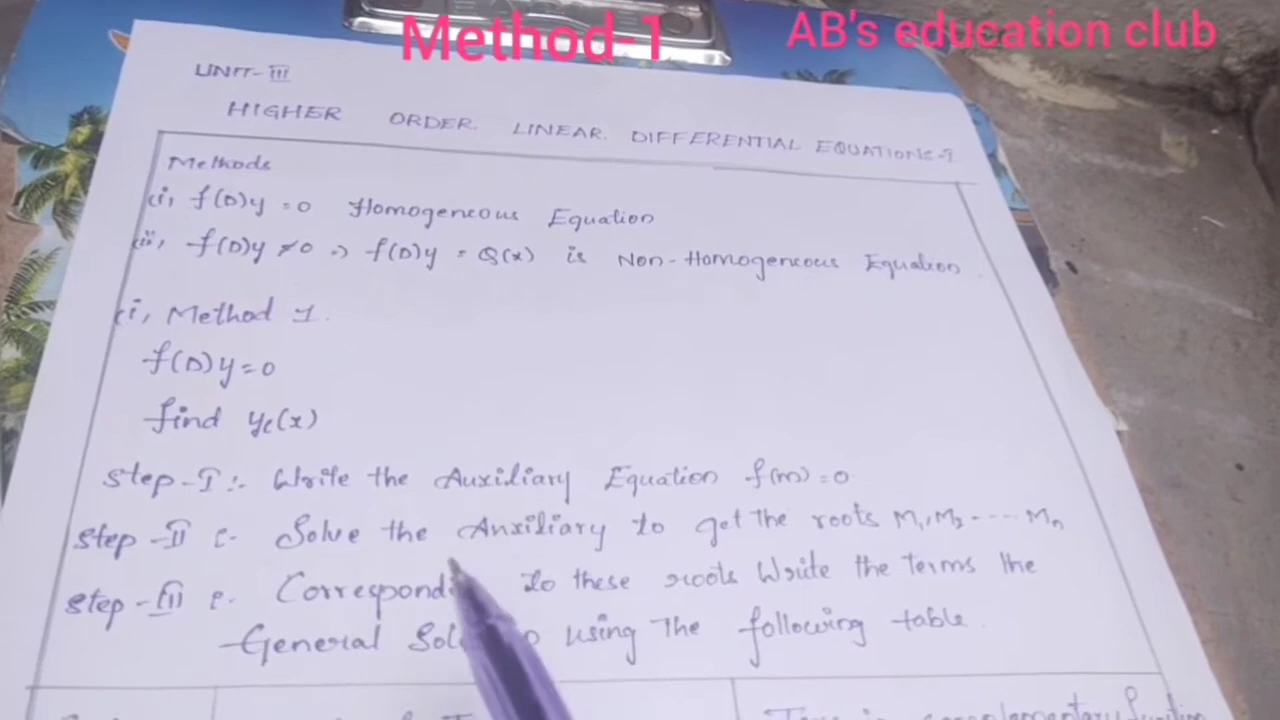 Method-1
AB's education club
UNIT-III
HIGHER ORDER. LINEAR. DIFFERENTIAL EQUATIONS-I
Methods
(i, f(D)y = 0 Homogeneous Equation
(ii, f(D)y ≠ 0 ⇒ f(D)y = Q(x) is Non-Homogeneous Equation.
(i, Method 1.
f(D)y = 0
find yc(x)
Step-I :- Write the Auxiliary Equation f(m) = 0
Step-II :- Solve the Auxiliary to get the roots M1, M2 ---- Mn
Step-III :- to these roots Write the Terms the
General using The following table.